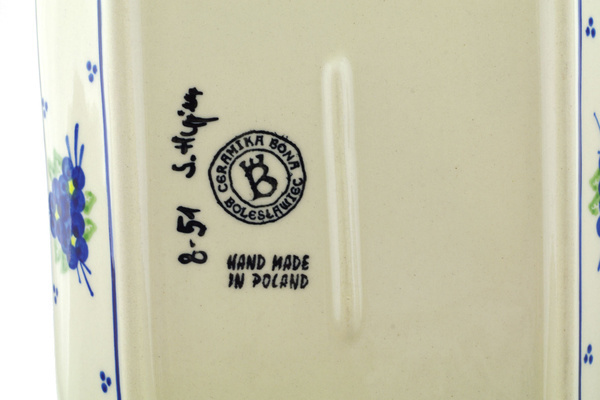 CERAMIKA BONA
B
BOLESŁAWIEC
HAND MADE
IN POLAND
8-51 S.